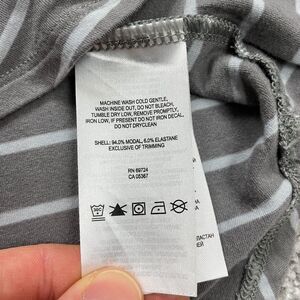 MACHINE WASH COLD GENTLE,
WASH INSIDE OUT, DO NOT BLEACH,
TUMBLE DRY LOW, REMOVE PROMPTLY,
IRON LOW, IF PRESENT DO NOT IRON DECAL,
DO NOT DRYCLEAN
SHELL: 94.0% MODAL, 6.0% ELASTANE
EXCLUSIVE OF TRIMMING
RN 69724
CA 05367
ЛАСТАН